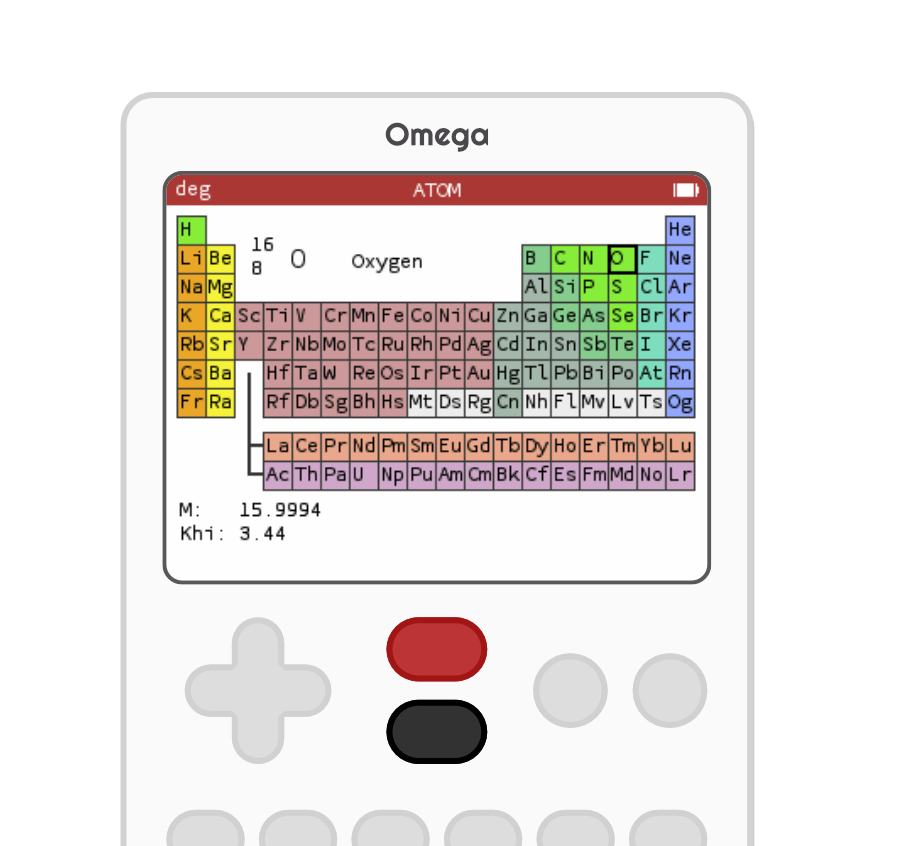 Omega
deg ATOM
H He
16
8 O Oxygen
Li Be B C N O F Ne
Na Mg Al Si P S Cl Ar
K Ca Sc Ti V Cr Mn Fe Co Ni Cu Zn Ga Ge As Se Br Kr
Rb Sr Y Zr Nb Mo Tc Ru Rh Pd Ag Cd In Sn Sb Te I Xe
Cs Ba Hf Ta W Re Os Ir Pt Au Hg Tl Pb Bi Po At Rn
Fr Ra Rf Db Sg Bh Hs Mt Ds Rg Cn Nh Fl Mv Lv Ts Og
La Ce Pr Nd Pm Sm Eu Gd Tb Dy Ho Er Tm Yb Lu
Ac Th Pa U Np Pu Am Cm Bk Cf Es Fm Md No Lr
M: 15.9994
Khi: 3.44